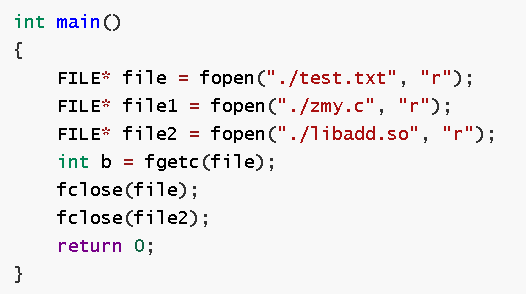 int main()
{
    FILE* file = fopen("./test.txt", "r");
    FILE* file1 = fopen("./zmy.c", "r");
    FILE* file2 = fopen("./libadd.so", "r");
    int b = fgetc(file);
    fclose(file);
    fclose(file2);
    return 0;
}